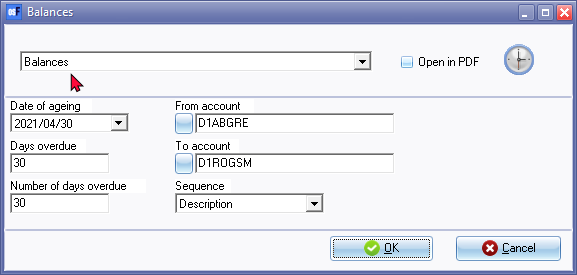 Balances
Balances
Open in PDF
Date of ageing From account
2021/04/30 D1ABGRE
Days overdue To account
30 D1ROGSM
Number of days overdue Sequence
30 Description
OK Cancel